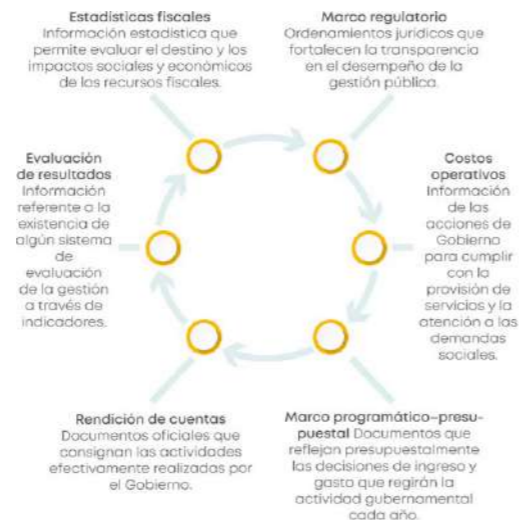 Estadísticas fiscales
Información estadística que
permite evaluar el destino y los
impactos sociales y económicos
de los recursos fiscales.
Marco regulatorio
Ordenamientos jurídicos que
fortalecen la transparencia
en el desempeño de la
gestión pública.
Costos
operativos
Información
de las
acciones de
Gobierno
para cumplir
con la
provisión de
servicios y la
atención a las
demandas
sociales.
Marco programático–presu-
puestal Documentos que
reflejan presupuestalmente
las decisiones de ingreso y
gasto que regirán la
actividad gubernamental
cada año.
Rendición de cuentas
Documentos oficiales que
consignan las actividades
efectivamente realizadas por
el Gobierno.
Evaluación
de resultados
Información
referente a la
existencia de
algún sistema
de
evaluación
de la gestión
a través de
indicadores.